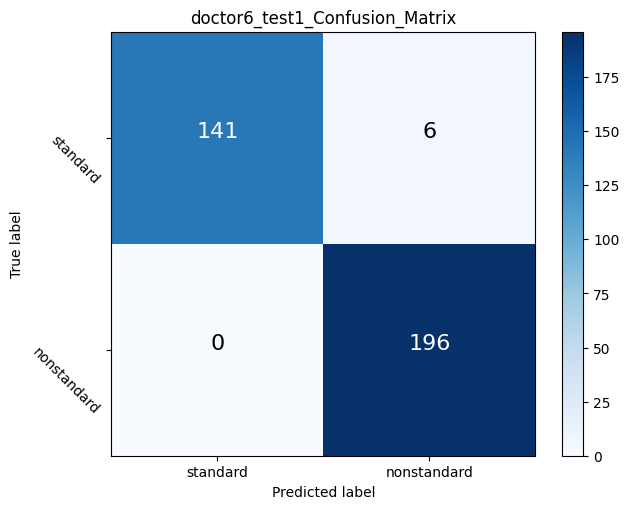 doctor6_test1_Confusion_Matrix
True label
standard
nonstandard
141
6
0
196
standard
nonstandard
Predicted label
175
150
125
100
75
50
25
0